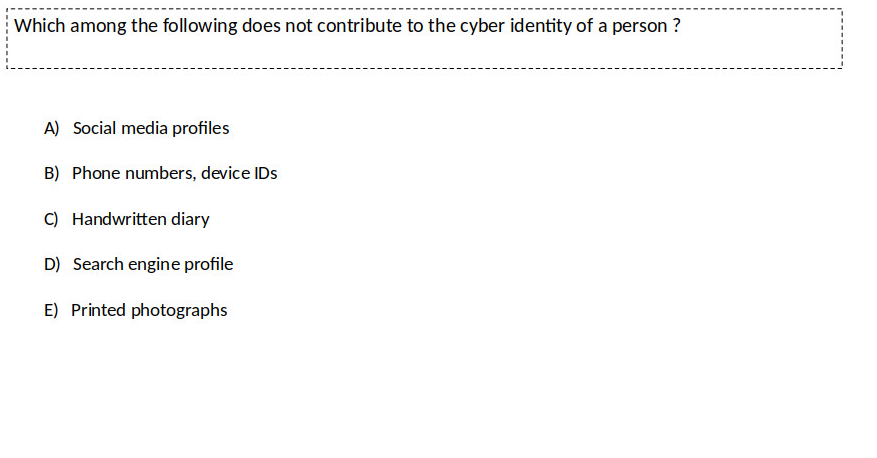 Which among the following does not contribute to the cyber identity of a person ?
A) Social media profiles
B) Phone numbers, device IDs
C) Handwritten diary
D) Search engine profile
E) Printed photographs